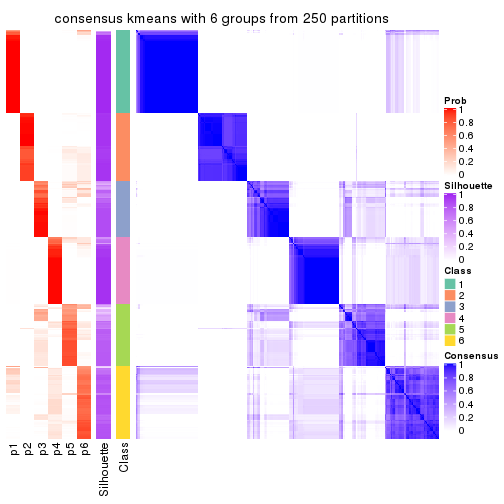 consensus kmeans with 6 groups from 250 partitions
Prob
1
0.8
0.6
0.4
0.2
0
Silhouette
1
0.8
0.6
0.4
0.2
0
Class
1
2
3
4
5
6
Consensus
1
0.8
0.6
0.4
0.2
0
p1
p2
p3
p4
p5
p6
Silhouette
Class